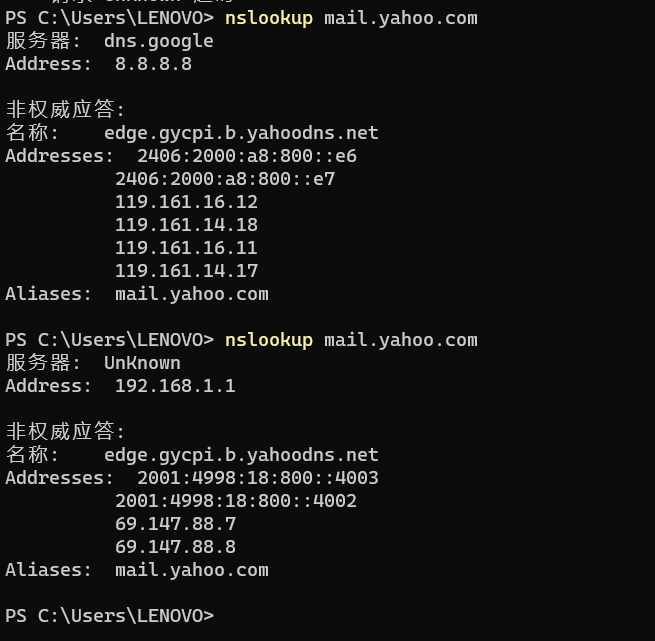 PS C:\Users\LENOVO> nslookup mail.yahoo.com
服务器:  dns.google
Address:  8.8.8.8
非权威应答:
名称:    edge.gycpi.b.yahoodns.net
Addresses:  2406:2000:a8:800::e6
2406:2000:a8:800::e7
119.161.16.12
119.161.14.18
119.161.16.11
119.161.14.17
Aliases:  mail.yahoo.com
PS C:\Users\LENOVO> nslookup mail.yahoo.com
服务器:  UnKnown
Address:  192.168.1.1
非权威应答:
名称:    edge.gycpi.b.yahoodns.net
Addresses:  2001:4998:18:800::4003
2001:4998:18:800::4002
69.147.88.7
69.147.88.8
Aliases:  mail.yahoo.com
PS C:\Users\LENOVO>